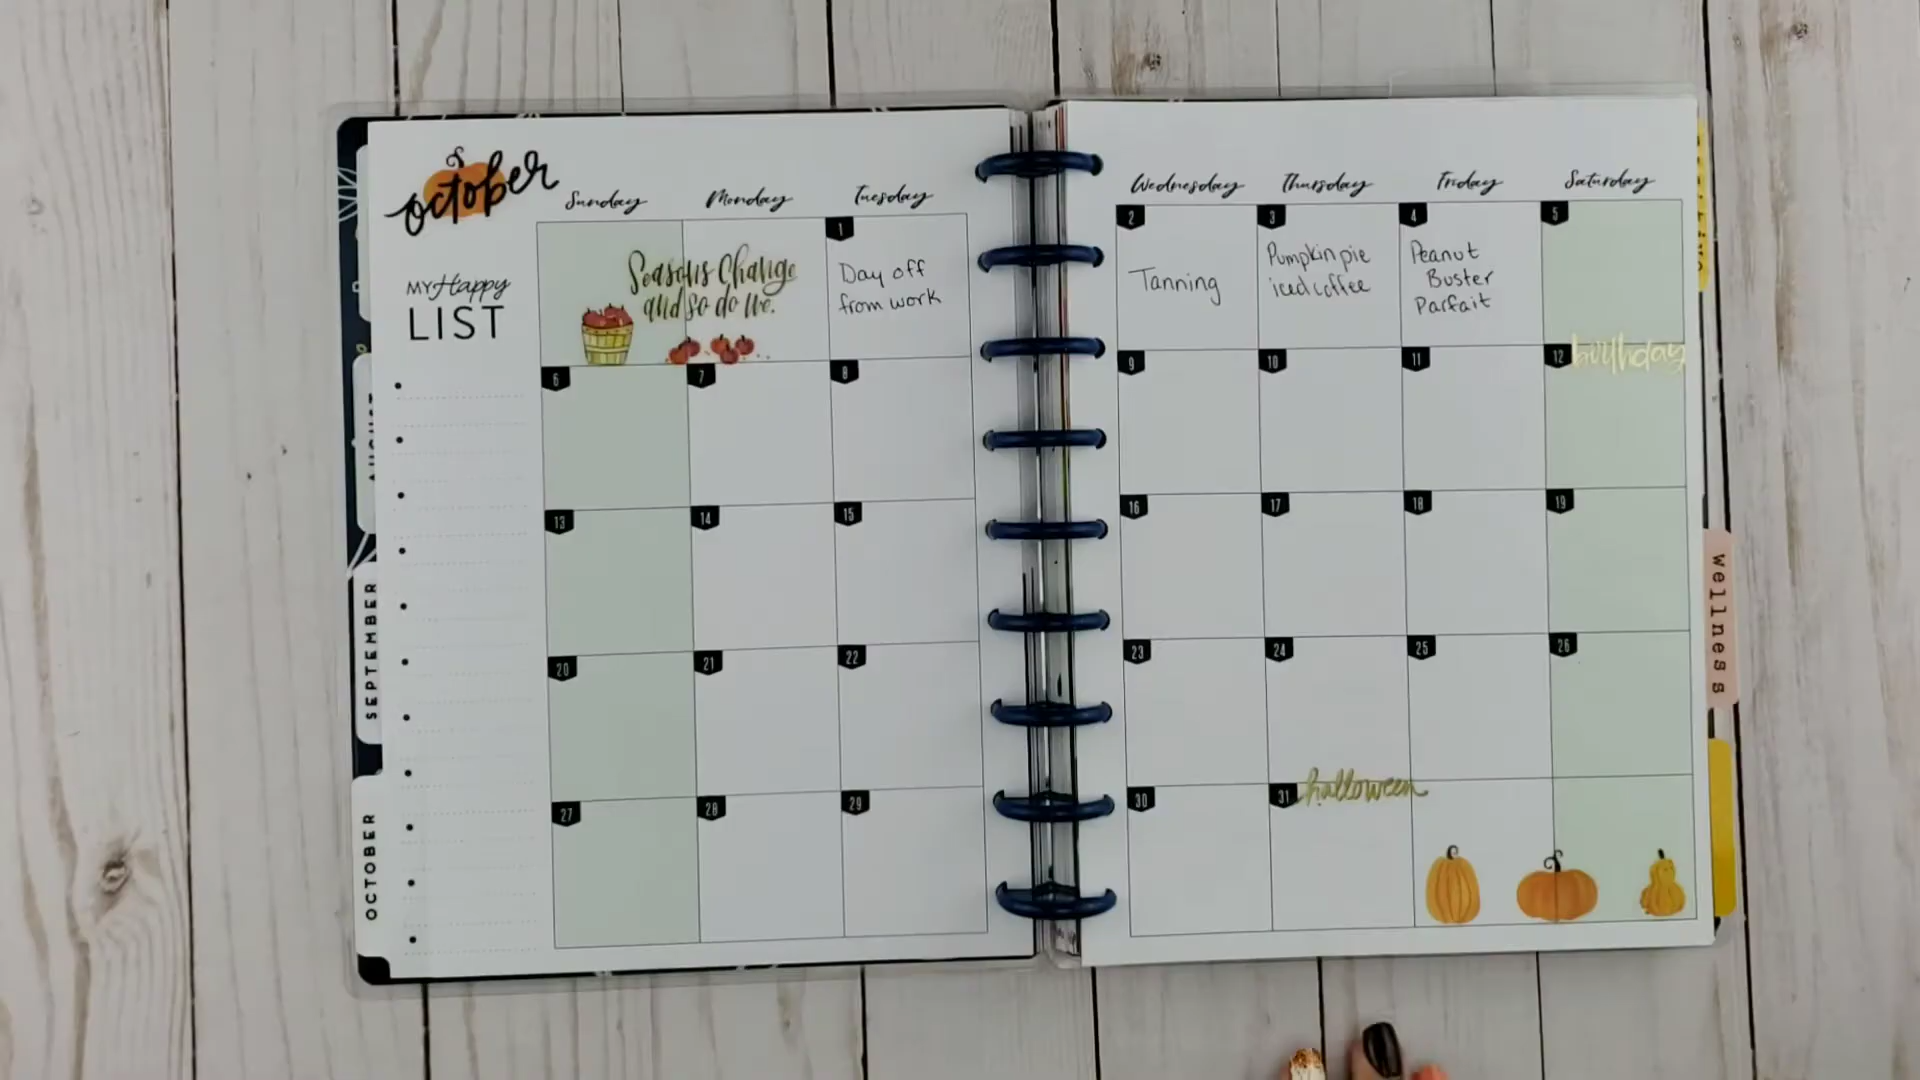 october
Sunday Monday Tuesday
Wednesday Thursday Friday Saturday
MY Happy
LIST
Seasons Change
and so do we.
1
Day off
from work
2
Tanning
3
Pumpkin pie
iced coffee
4
Peanut
Buster
Parfait
5
6
7
8
9
10
11
12 birthday
13
14
15
16
17
18
19
20
21
22
23
24
25
26
27
28
29
30
31 halloween
AUGUST
SEPTEMBER
OCTOBER
wellness